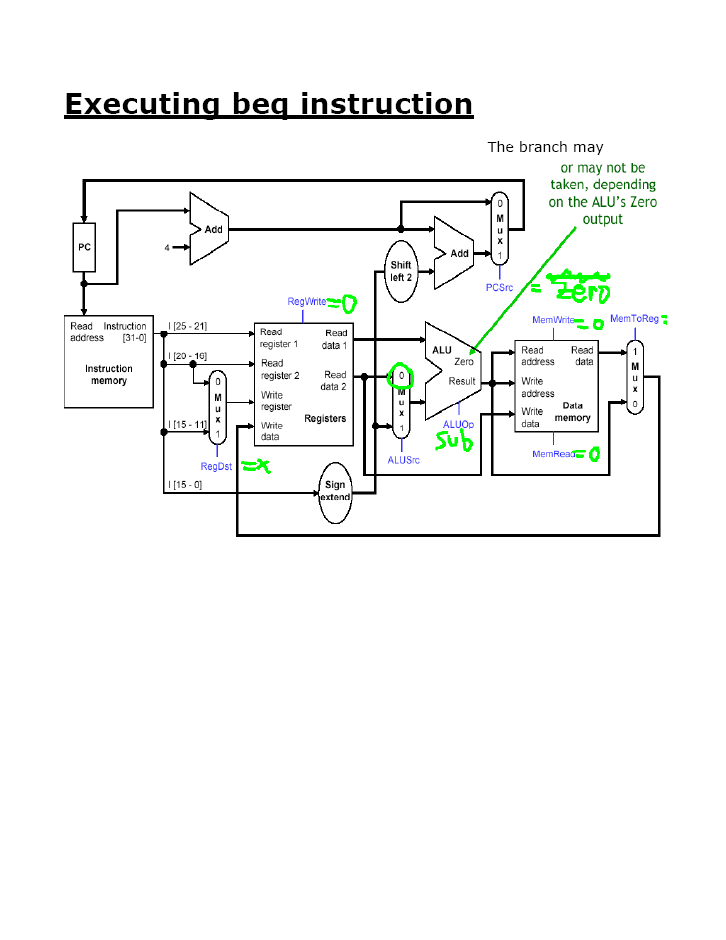 Executing beq instruction
The branch may
or may not be
taken, depending
on the ALU's Zero
output
0
M
u
x
1
Add
PC
4
Add
Shift
left 2
PCSrc
= Zero
RegWrite =0
MemWrite =0
MemToReg =
Read Instruction
address [31-0]
Instruction
memory
I [25 - 21]
I [20 - 16]
I [15 - 11]
I [15 - 0]
0
M
u
x
1
RegDst =x
Read
register 1
Read
data 1
Read
register 2
Read
data 2
Write
register
Write
data
Registers
0
M
u
x
1
ALUSrc
ALU
Zero
Result
ALUOp
sub
Read
address
Read
data
Write
address
Write
data
Data
memory
MemRead =0
1
M
u
x
0
Sign
extend